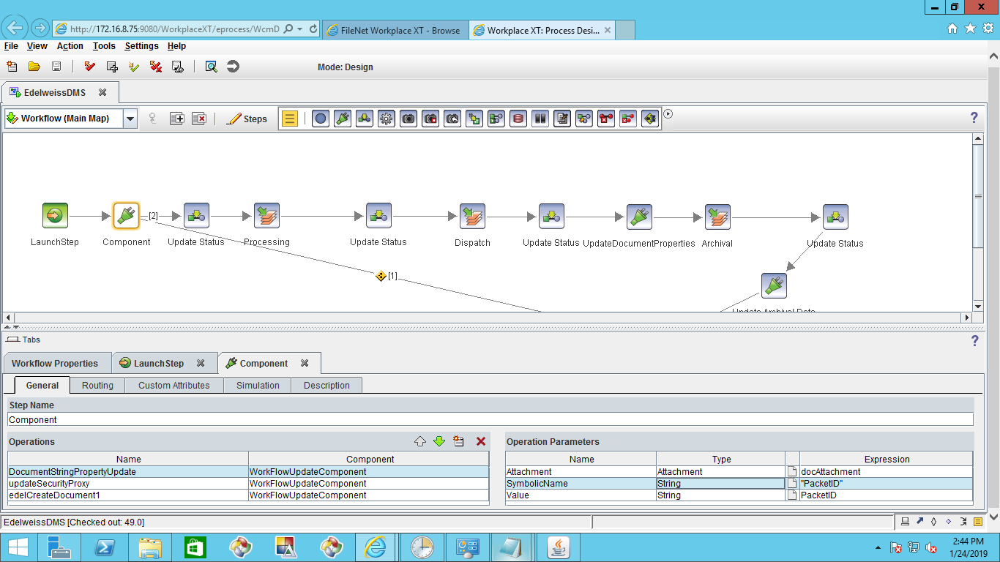 http://172.16.8.75:9080/WorkplaceXT/eprocess/WcmD
FileNet Workplace XT - Browse
Workplace XT: Process Desi...
File View Action Tools Settings Help
Mode: Design
EdelweissDMS
Workflow (Main Map)
Steps
?
[2]
LaunchStep
Component
Update Status
Processing
Update Status
Dispatch
Update Status
UpdateDocumentProperties
Archival
Update Status
[1]
Update Archival Date
Tabs
?
Workflow Properties
LaunchStep
Component
General
Routing
Custom Attributes
Simulation
Description
Step Name
Component
Operations
Operation Parameters
Name Component
Name Type Expression
DocumentStringPropertyUpdate WorkFlowUpdateComponent
Attachment Attachment docAttachment
updateSecurityProxy WorkFlowUpdateComponent
SymbolicName String "PacketID"
edelCreateDocument1 WorkFlowUpdateComponent
Value String PacketID
EdelweissDMS [Checked out: 49.0]
2:44 PM
1/24/2019